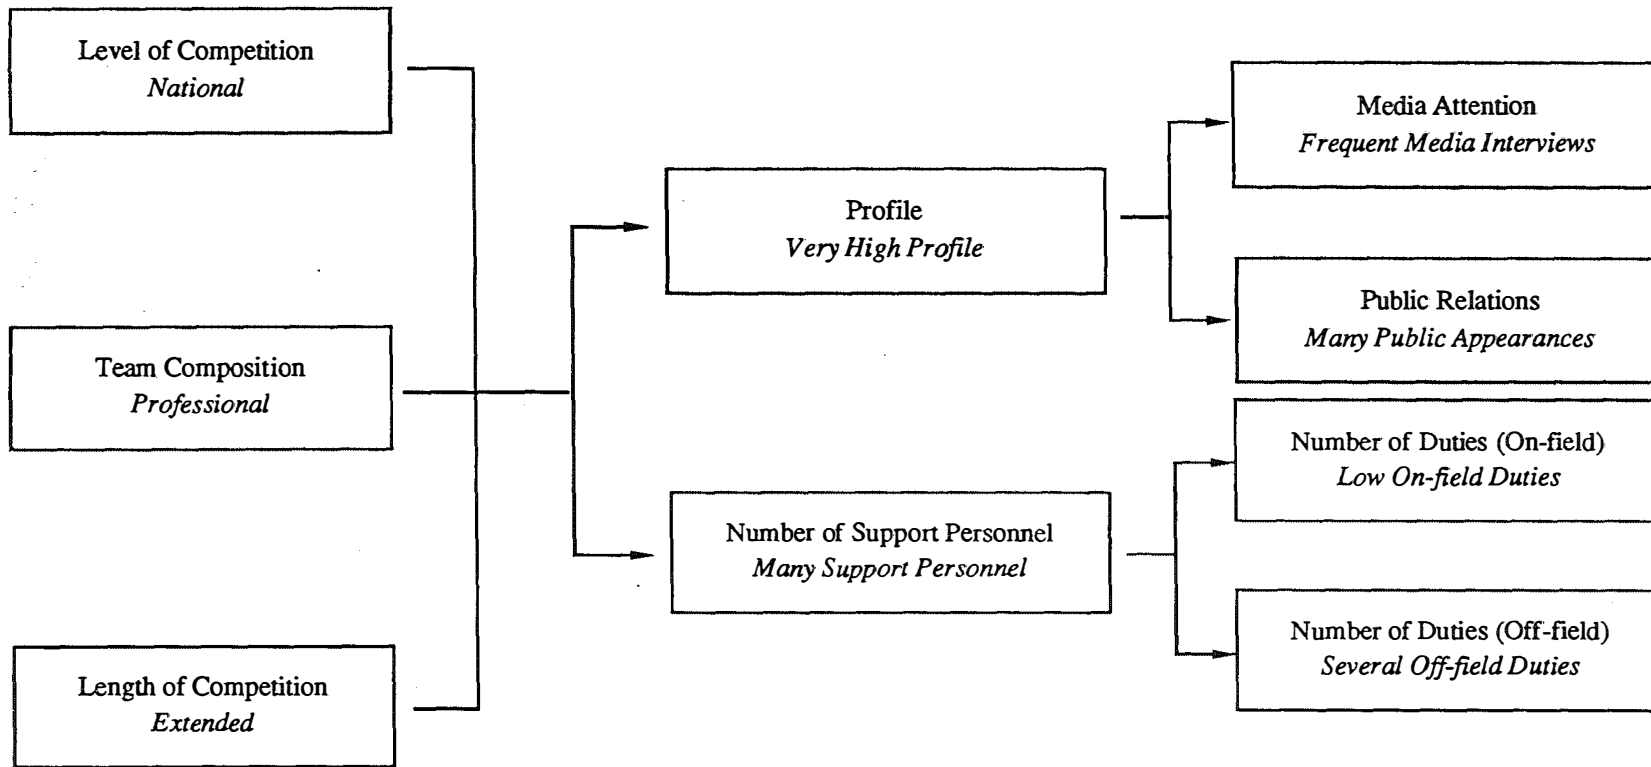 Level of Competition
National
Team Composition
Professional
Length of Competition
Extended
Profile
Very High Profile
Number of Support Personnel
Many Support Personnel
Media Attention
Frequent Media Interviews
Public Relations
Many Public Appearances
Number of Duties (On-field)
Low On-field Duties
Number of Duties (Off-field)
Several Off-field Duties